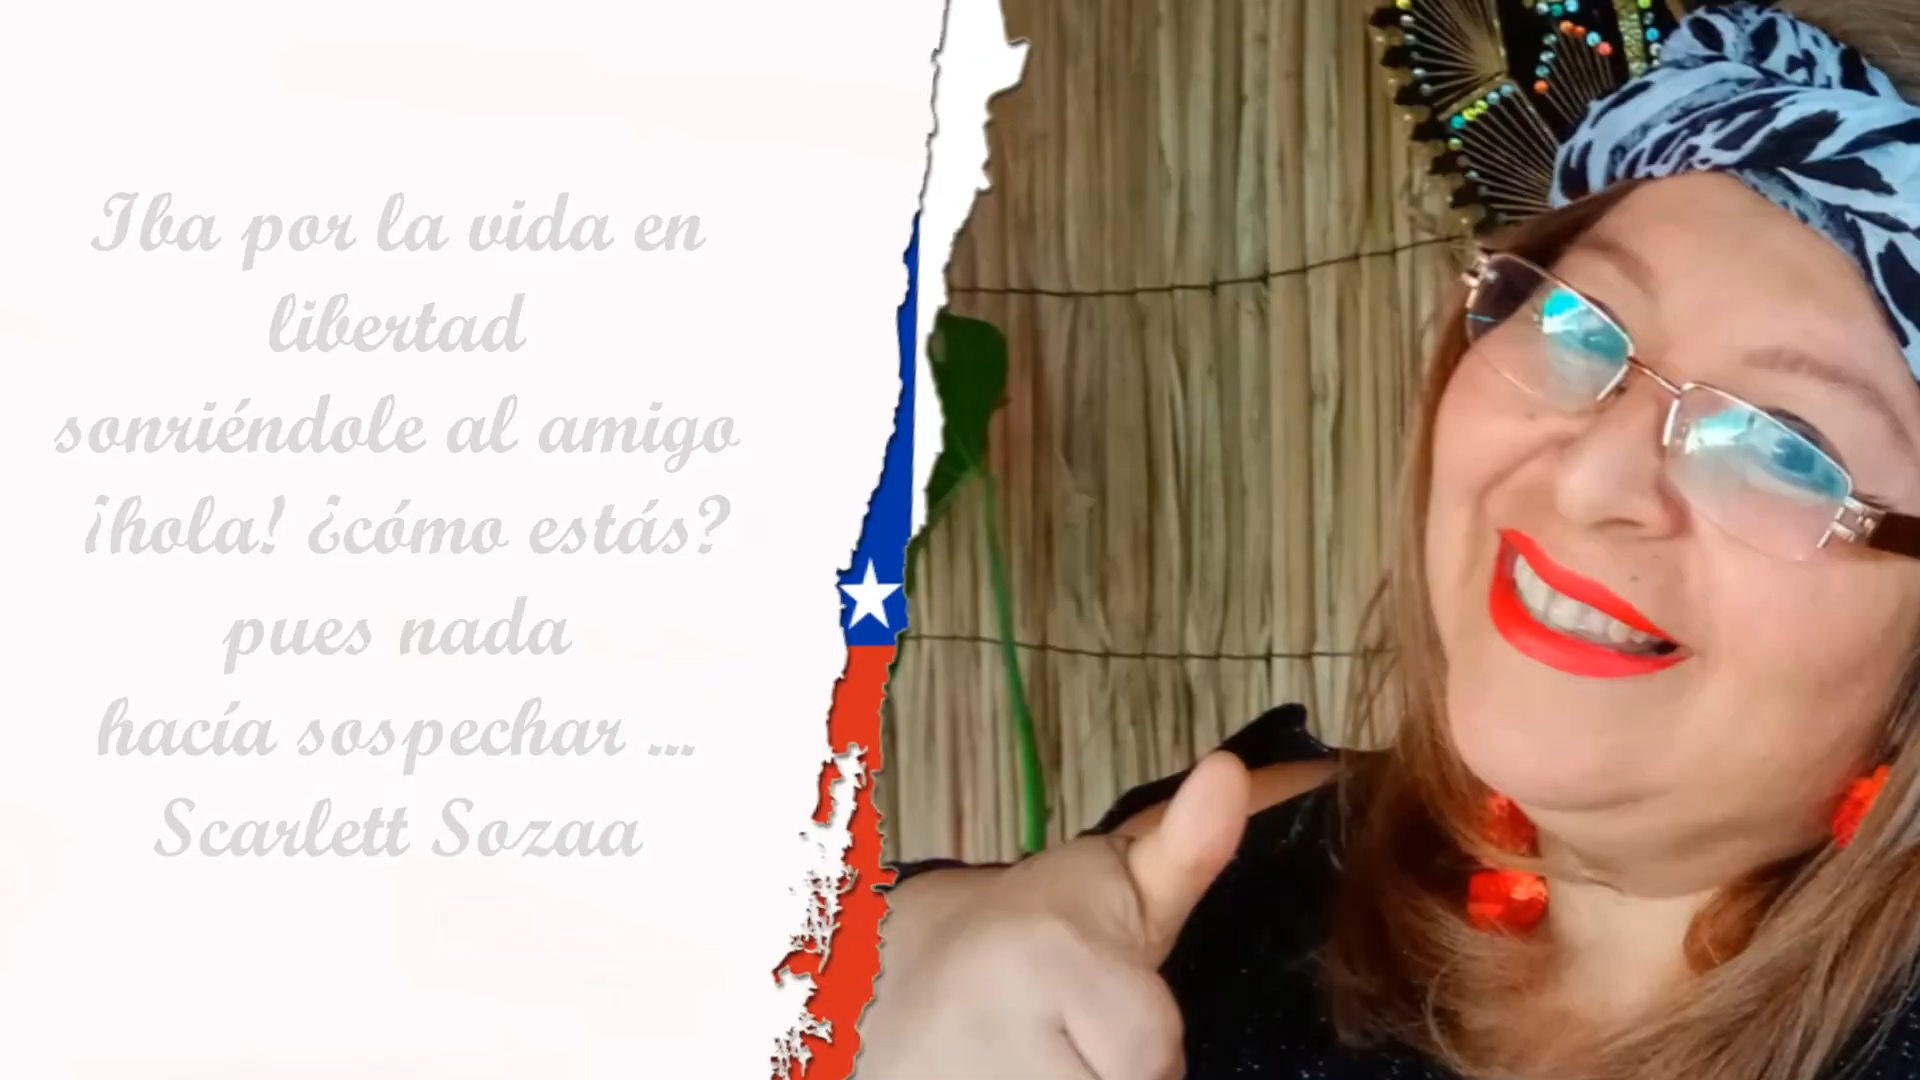 Iba por la vida en
libertad
sonriéndole al amigo
¡hola! ¿cómo estás?
pues nada
hacía sospechar ...
Scarlett Sozaa